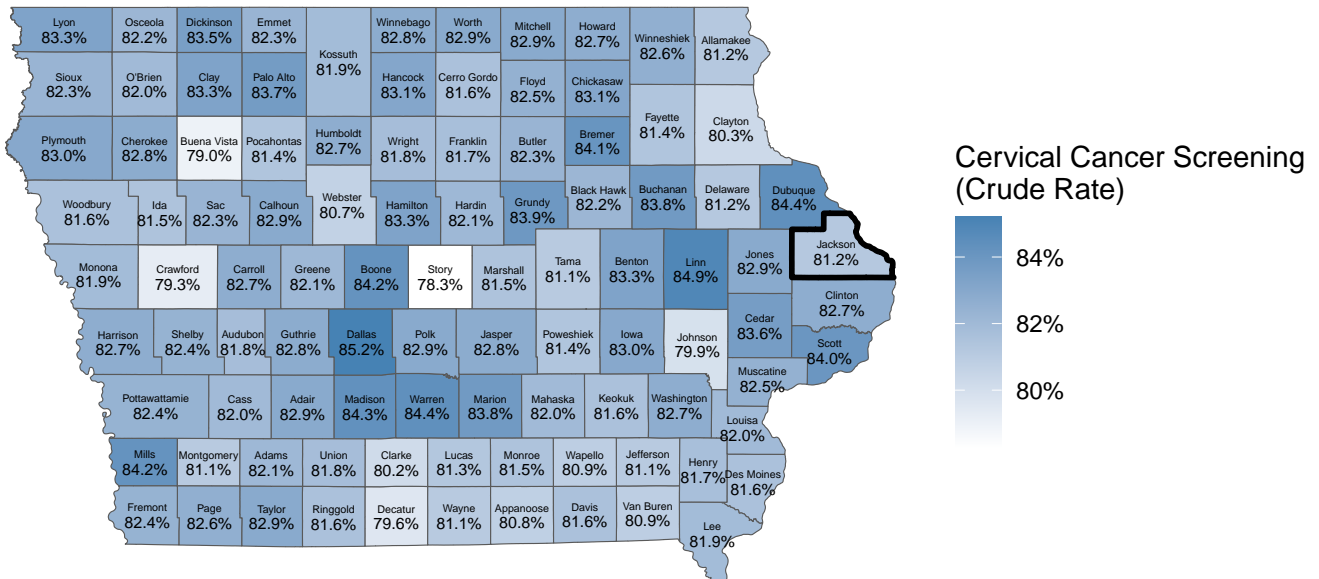 Lyon
83.3%
Osceola
82.2%
Dickinson
83.5%
Emmet
82.3%
Kossuth
81.9%
Winnebago
82.8%
Worth
82.9%
Mitchell
82.9%
Howard
82.7%
Winneshiek
82.6%
Allamakee
81.2%
Sioux
82.3%
O'Brien
82.0%
Clay
83.3%
Palo Alto
83.7%
Hancock
83.1%
Cerro Gordo
81.6%
Floyd
82.5%
Chickasaw
83.1%
Fayette
81.4%
Clayton
80.3%
Plymouth
83.0%
Cherokee
82.8%
Buena Vista
79.0%
Pocahontas
81.4%
Humboldt
82.7%
Wright
81.8%
Franklin
81.7%
Butler
82.3%
Bremer
84.1%
Cervical Cancer Screening
(Crude Rate)
84%
82%
80%
Woodbury
81.6%
Ida
81.5%
Sac
82.3%
Calhoun
82.9%
Webster
80.7%
Hamilton
83.3%
Hardin
82.1%
Grundy
83.9%
Black Hawk
82.2%
Buchanan
83.8%
Delaware
81.2%
Dubuque
84.4%
Jackson
81.2%
Monona
81.9%
Crawford
79.3%
Carroll
82.7%
Greene
82.1%
Boone
84.2%
Story
78.3%
Marshall
81.5%
Tama
81.1%
Benton
83.3%
Linn
84.9%
Jones
82.9%
Clinton
82.7%
Harrison
82.7%
Shelby
82.4%
Audubon
81.8%
Guthrie
82.8%
Dallas
85.2%
Polk
82.9%
Jasper
82.8%
Poweshiek
81.4%
Iowa
83.0%
Johnson
79.9%
Cedar
83.6%
Scott
84.0%
Muscatine
82.5%
Pottawattamie
82.4%
Cass
82.0%
Adair
82.9%
Madison
84.3%
Warren
84.4%
Marion
83.8%
Mahaska
82.0%
Keokuk
81.6%
Washington
82.7%
Louisa
82.0%
Mills
84.2%
Montgomery
81.1%
Adams
82.1%
Union
81.8%
Clarke
80.2%
Lucas
81.3%
Monroe
81.5%
Wapello
80.9%
Jefferson
81.1%
Henry
81.7%
Des Moines
81.6%
Fremont
82.4%
Page
82.6%
Taylor
82.9%
Ringgold
81.6%
Decatur
79.6%
Wayne
81.1%
Appanoose
80.8%
Davis
81.6%
Van Buren
80.9%
Lee
81.9%